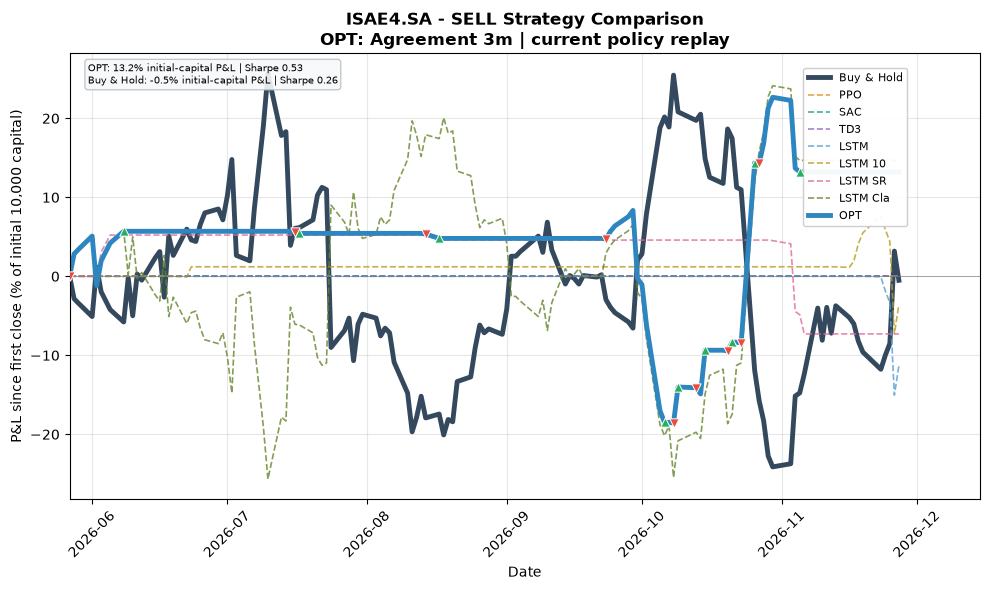 ISAE4.SA - SELL Strategy Comparison
OPT: Agreement 3m | current policy replay
OPT: 13.2% initial-capital P&L | Sharpe 0.53
Buy & Hold: -0.5% initial-capital P&L | Sharpe 0.26
Buy & Hold
PPO
SAC
TD3
LSTM
LSTM 10
LSTM SR
LSTM Cla
OPT
P&L since first close (% of initial 10,000 capital)
20
10
0
−10
−20
2026-06
2026-07
2026-08
2026-09
2026-10
2026-11
2026-12
Date